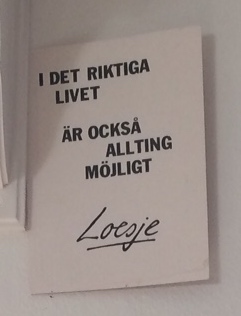 I DET RIKTIGA
LIVET
ÄR OCKSÅ
ALLTING
MÖJLIGT
Loesje